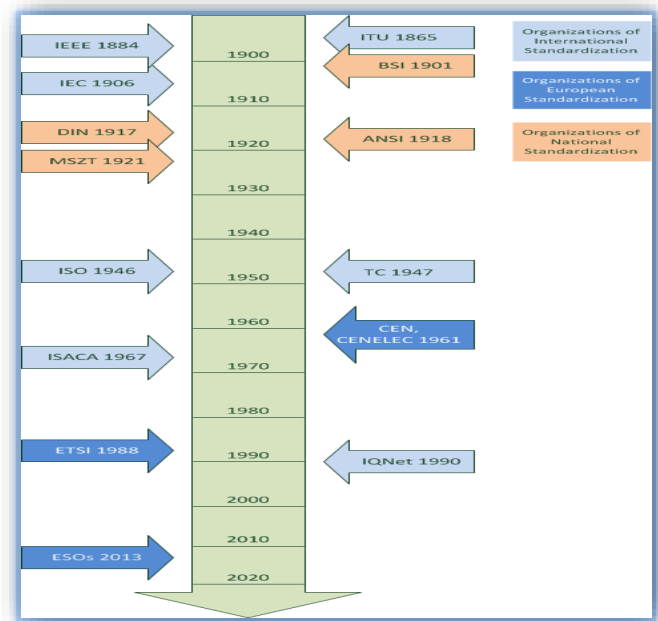 IEEE 1884
ITU 1865
Organizations of
International
Standardization
1900
BSI 1901
IEC 1906
Organizations of
European
Standardization
1910
DIN 1917
ANSI 1918
Organizations of
National
Standardization
1920
MSZT 1921
1930
1940
ISO 1946
TC 1947
1950
1960
CEN,
CENELEC 1961
ISACA 1967
1970
1980
ETSI 1988
1990
IQNet 1990
2000
2010
ESOs 2013
2020